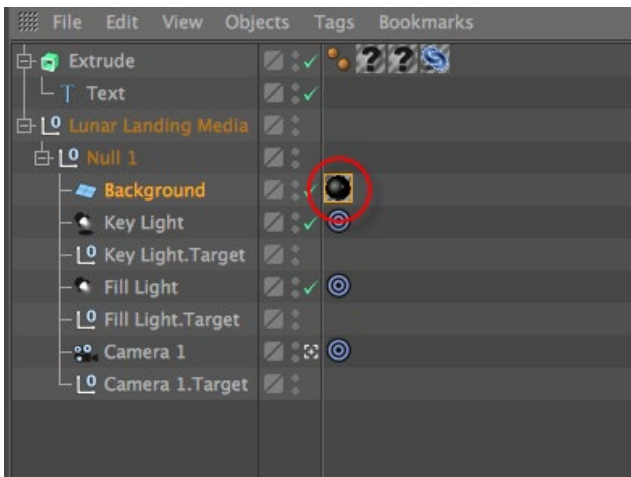 File Edit View Objects Tags Bookmarks
Extrude
Text
Lunar Landing Media
Null 1
Background
Key Light
Key Light.Target
Fill Light
Fill Light.Target
Camera 1
Camera 1.Target